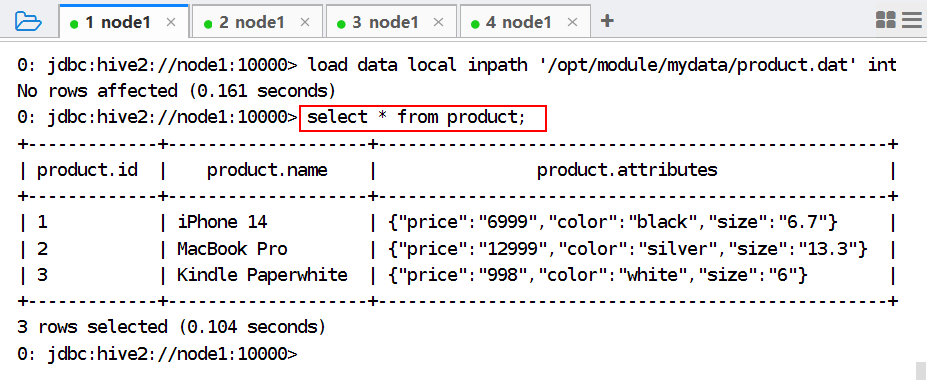 1 node1 × 2 node1 × 3 node1 × 4 node1 × +
0: jdbc:hive2://node1:10000> load data local inpath '/opt/module/mydata/product.dat' int
No rows affected (0.161 seconds)
0: jdbc:hive2://node1:10000> select * from product;
+-------------+--------------------+--------------------------------------------------+
| product.id  |    product.name    |                product.attributes                |
+-------------+--------------------+--------------------------------------------------+
| 1           | iPhone 14          | {"price":"6999","color":"black","size":"6.7"}     |
| 2           | MacBook Pro        | {"price":"12999","color":"silver","size":"13.3"}  |
| 3           | Kindle Paperwhite  | {"price":"998","color":"white","size":"6"}        |
+-------------+--------------------+--------------------------------------------------+
3 rows selected (0.104 seconds)
0: jdbc:hive2://node1:10000>